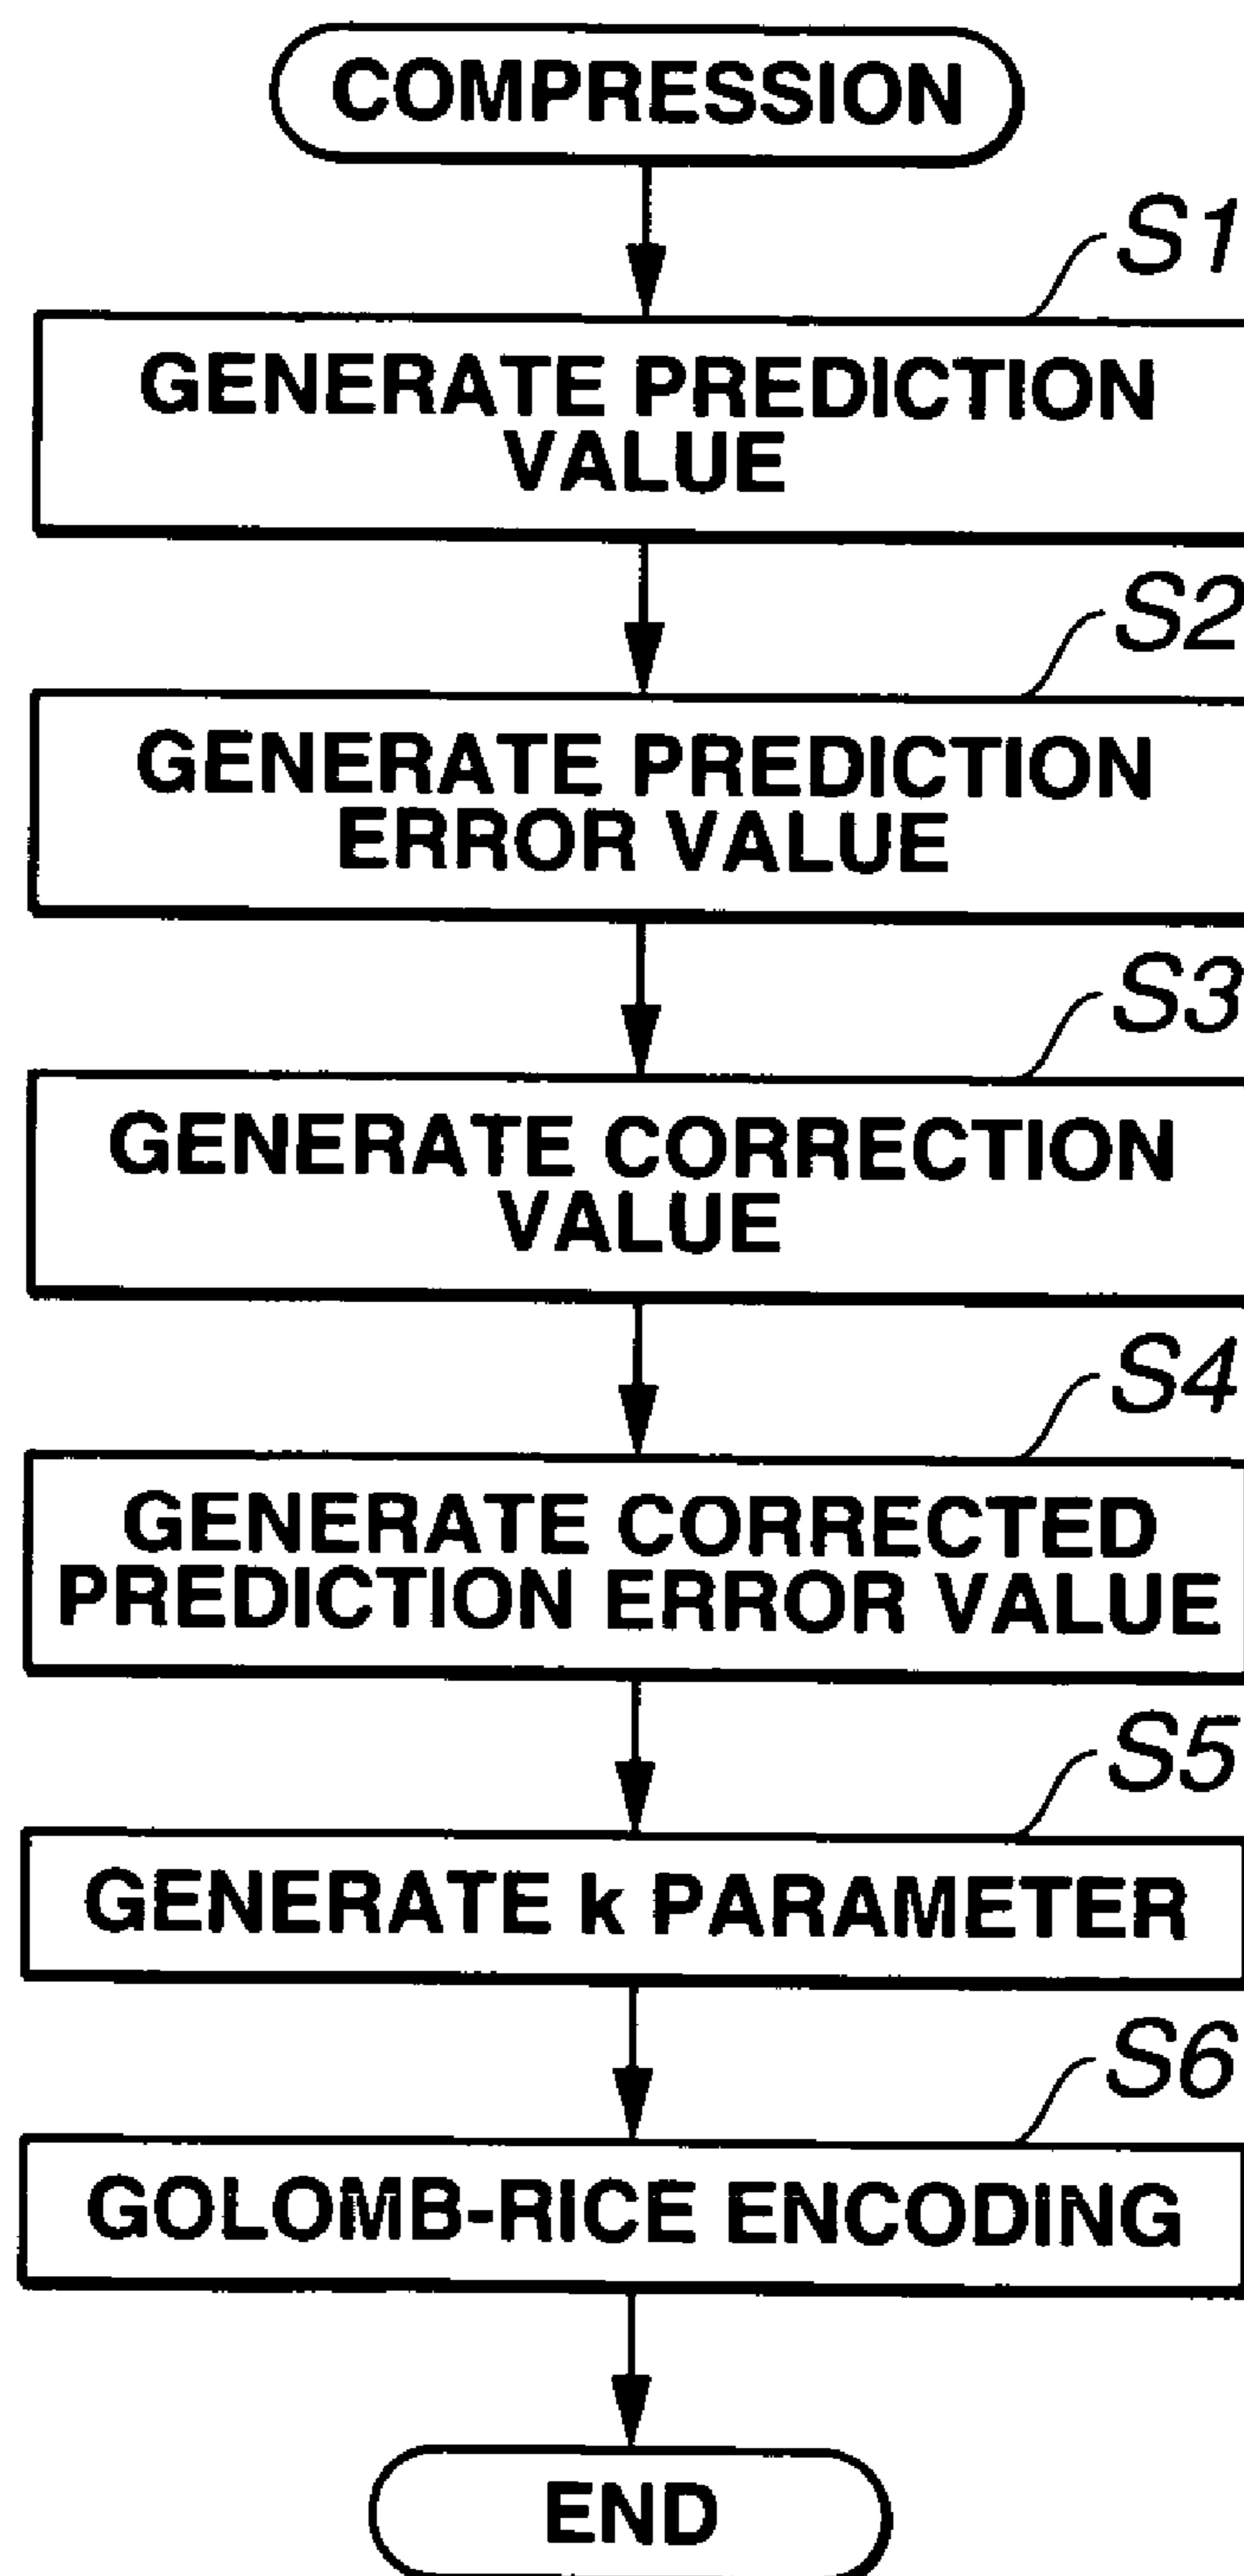 COMPRESSION
S1
GENERATE PREDICTION
VALUE
S2
GENERATE PREDICTION
ERROR VALUE
S3
GENERATE CORRECTION
VALUE
S4
GENERATE CORRECTED
PREDICTION ERROR VALUE
S5
GENERATE k PARAMETER
S6
GOLOMB-RICE ENCODING
END